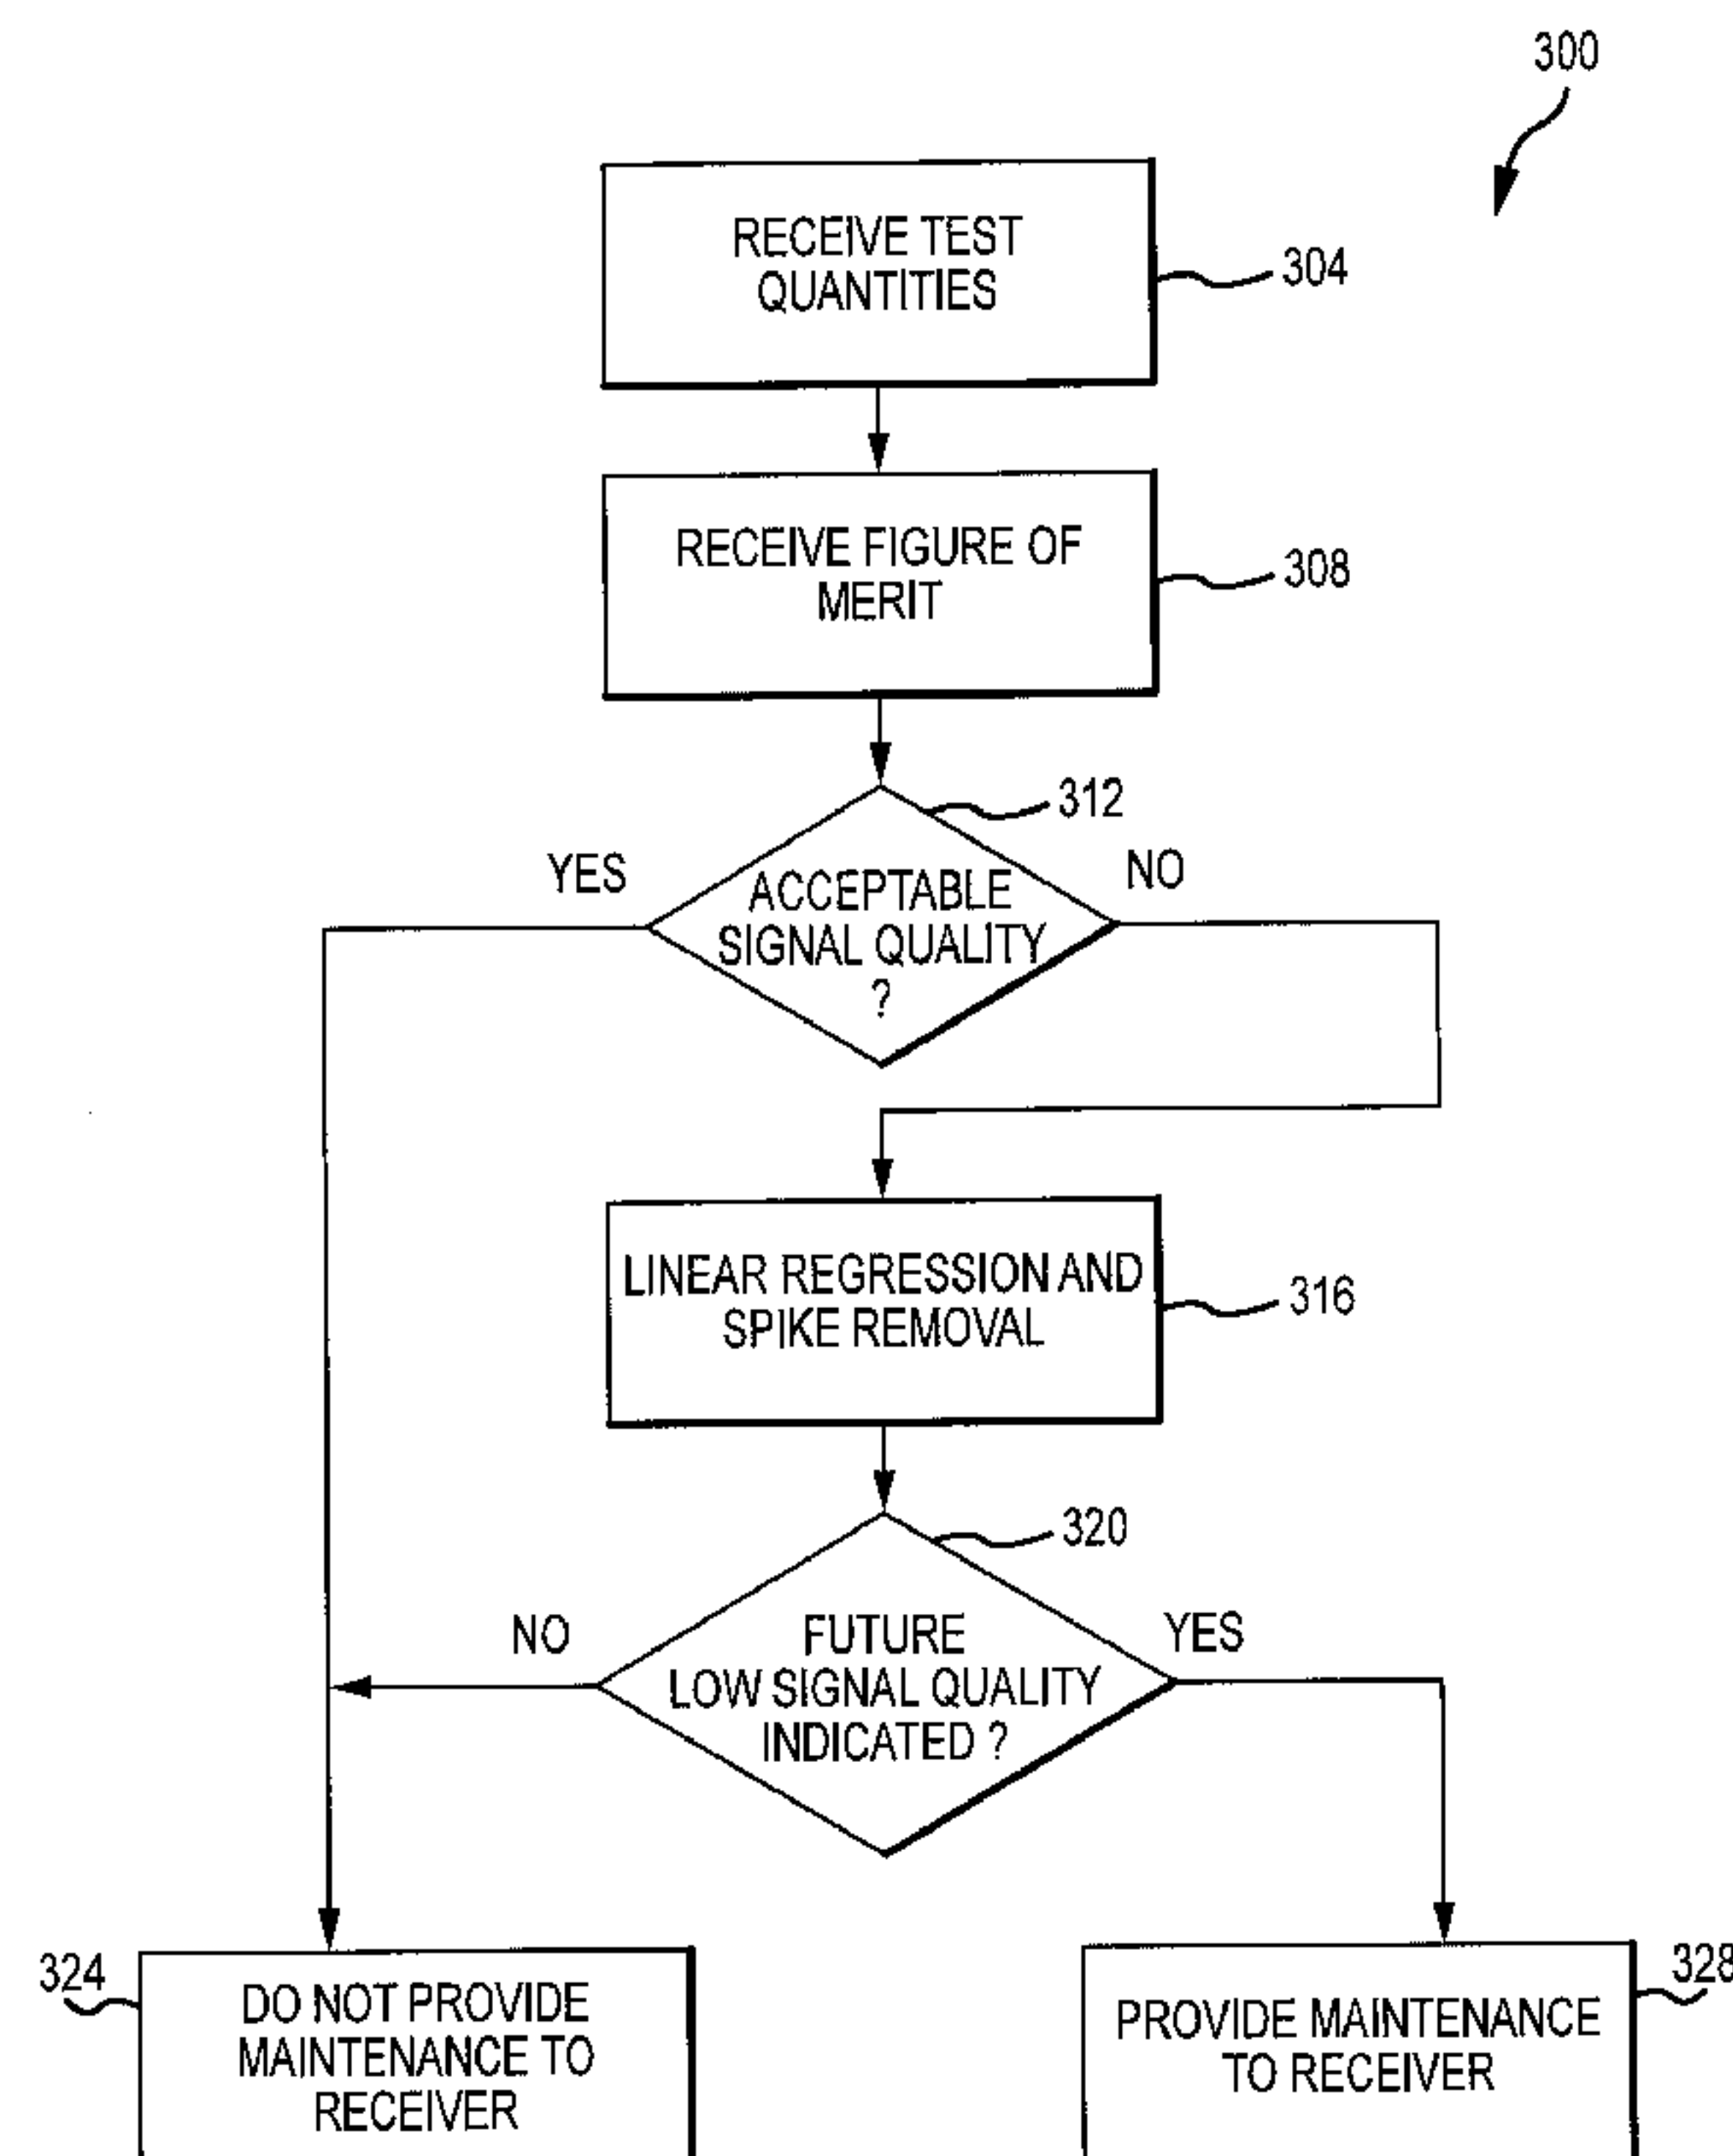 300
RECEIVE TEST
QUANTITIES
304
RECEIVE FIGURE OF
MERIT
308
312
YES
NO
ACCEPTABLE
SIGNAL QUALITY
?
LINEAR REGRESSION AND
SPIKE REMOVAL
316
320
NO
YES
FUTURE
LOW SIGNAL QUALITY
INDICATED ?
324
DO NOT PROVIDE
MAINTENANCE TO
RECEIVER
328
PROVIDE MAINTENANCE
TO RECEIVER